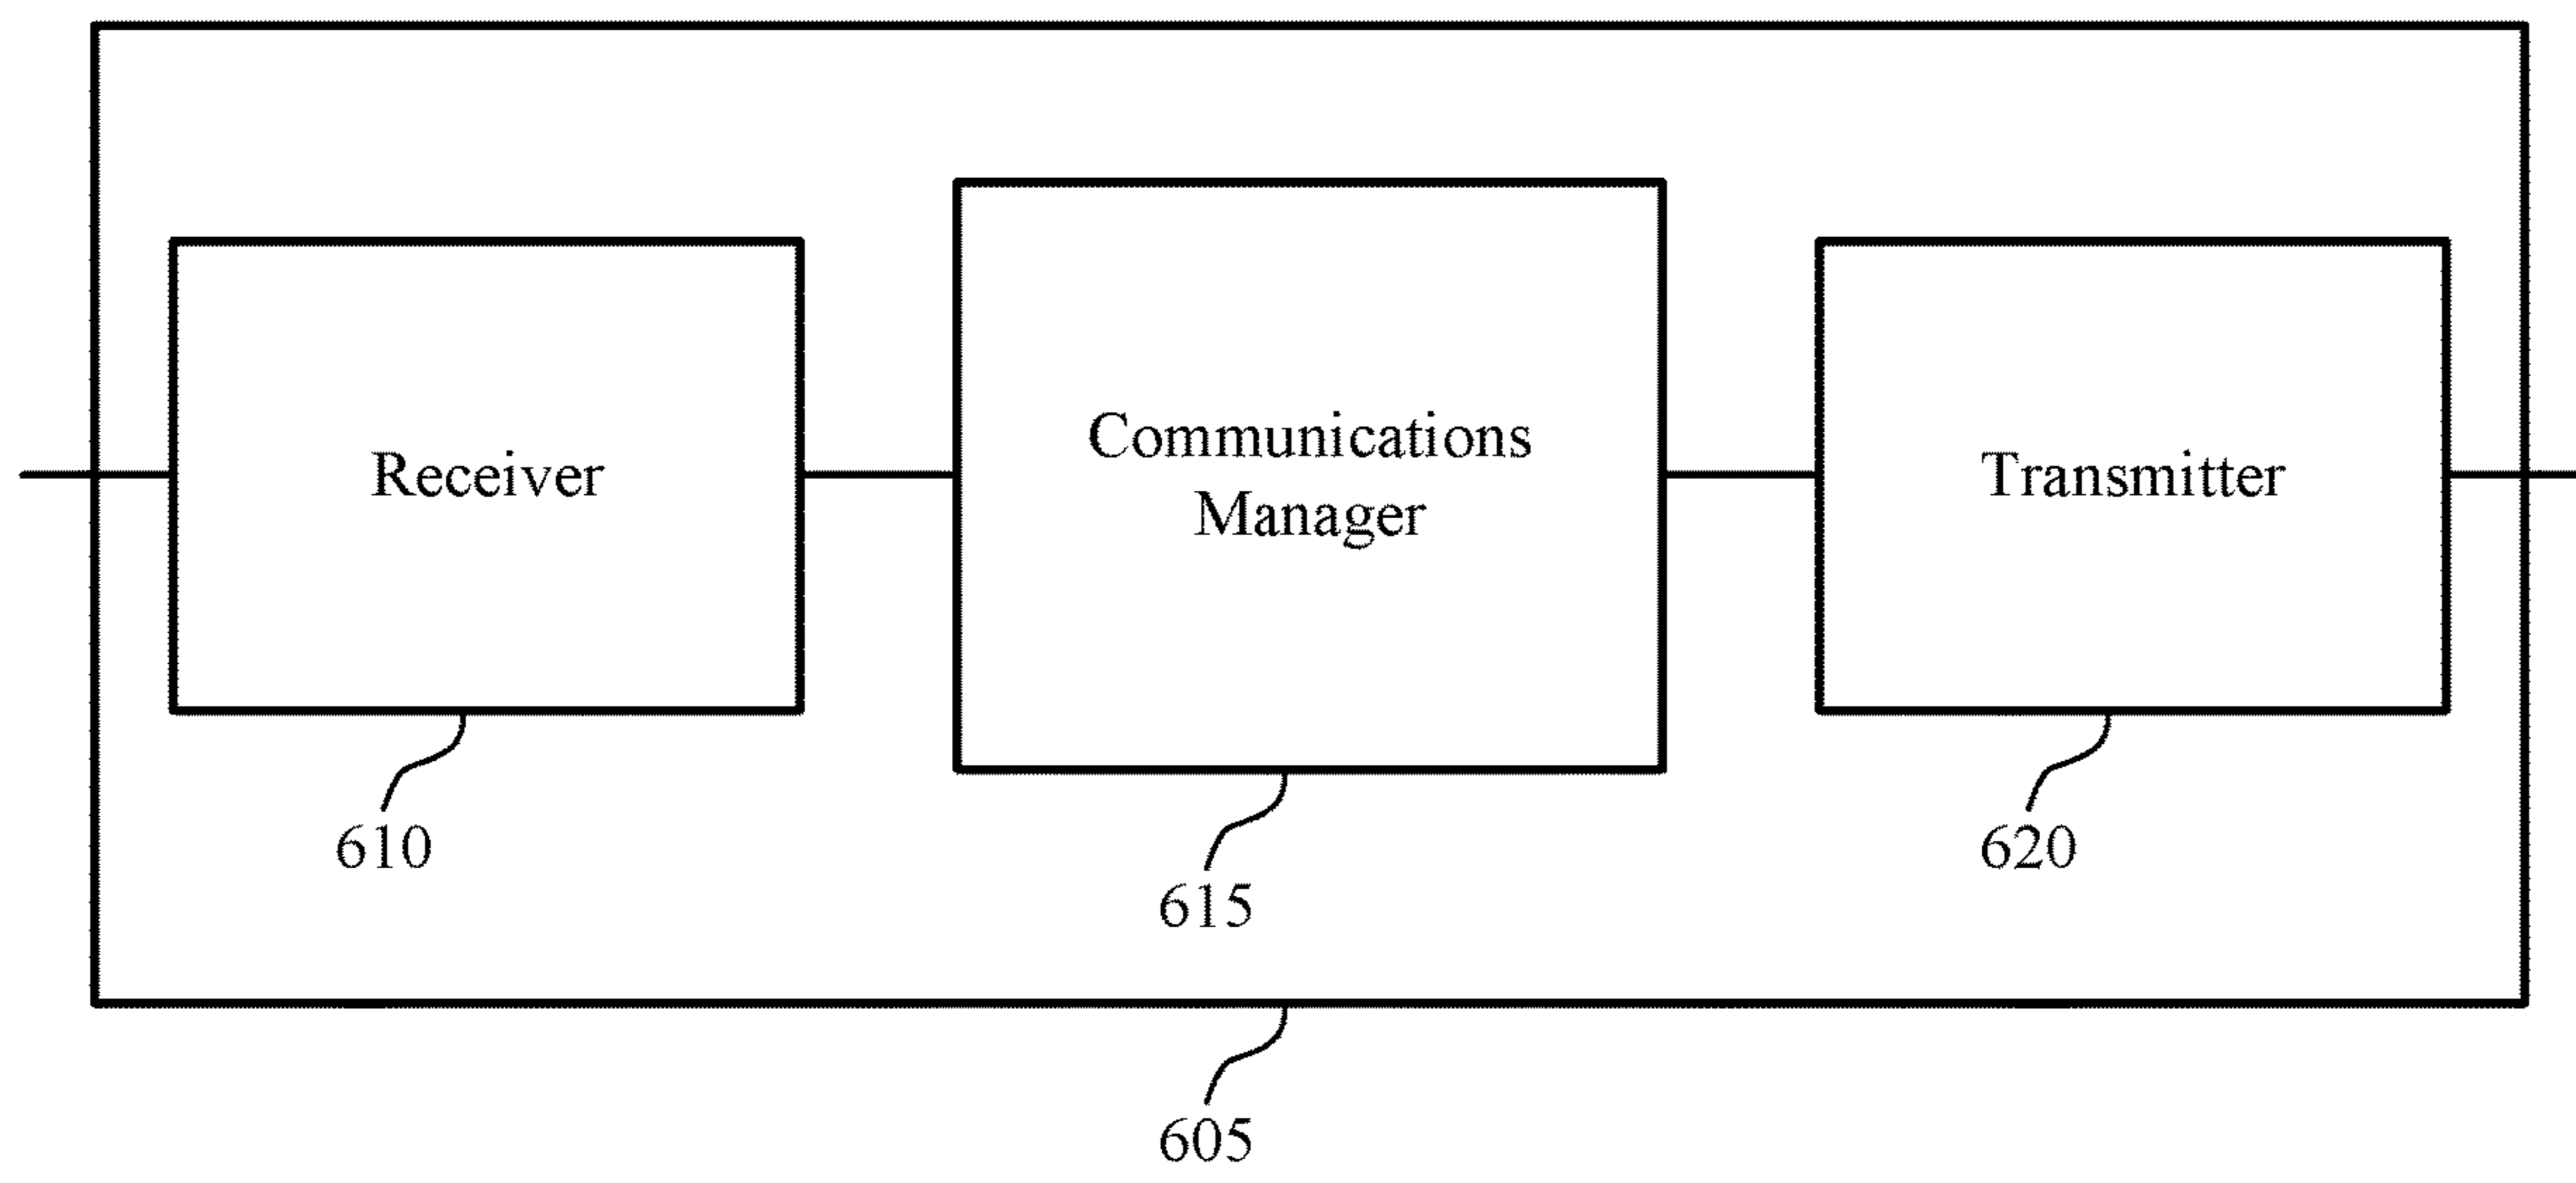 Receiver
Communications
Manager
Transmitter
610
615
620
605